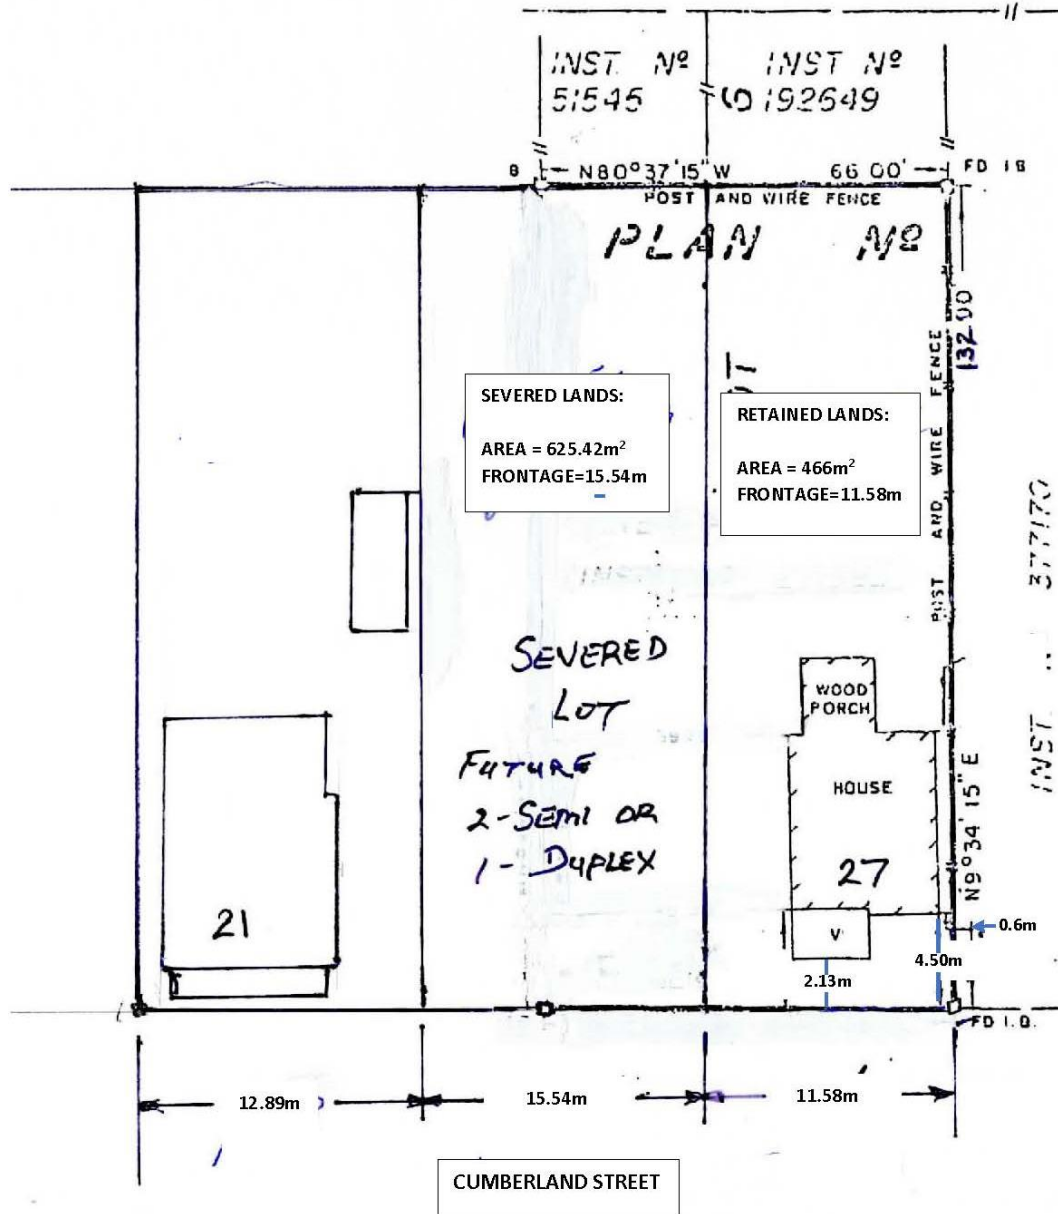 INST. Nº
51545
INST Nº
192649
N80°37'15" W
66 00'
FD IB
POST AND WIRE FENCE
PLAN Nº
132.00
POST AND WIRE FENCE
SEVERED LANDS:
AREA = 625.42m²
FRONTAGE=15.54m
RETAINED LANDS:
AREA = 466m²
FRONTAGE=11.58m
SEVERED
LOT
FUTURE
2-SEMI OR
1-DUPLEX
WOOD
PORCH
HOUSE
27
V
21
N9°34'15" E
INST
0.6m
4.50m
2.13m
FD I.B.
12.89m
15.54m
11.58m
CUMBERLAND STREET